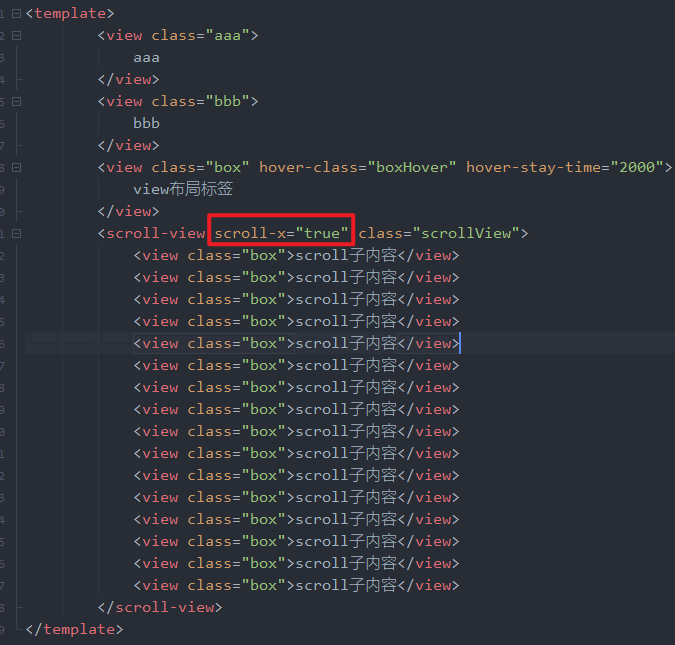 1 <template>
2 <view class="aaa">
3 aaa
4 </view>
5 <view class="bbb">
6 bbb
7 </view>
8 <view class="box" hover-class="boxHover" hover-stay-time="2000">
9 view布局标签
0 </view>
1 <scroll-view scroll-x="true" class="scrollView">
2 <view class="box">scroll子内容</view>
3 <view class="box">scroll子内容</view>
4 <view class="box">scroll子内容</view>
5 <view class="box">scroll子内容</view>
6 <view class="box">scroll子内容</view>
7 <view class="box">scroll子内容</view>
8 <view class="box">scroll子内容</view>
9 <view class="box">scroll子内容</view>
0 <view class="box">scroll子内容</view>
1 <view class="box">scroll子内容</view>
2 <view class="box">scroll子内容</view>
3 <view class="box">scroll子内容</view>
4 <view class="box">scroll子内容</view>
5 <view class="box">scroll子内容</view>
6 <view class="box">scroll子内容</view>
7 <view class="box">scroll子内容</view>
8 </scroll-view>
9 </template>